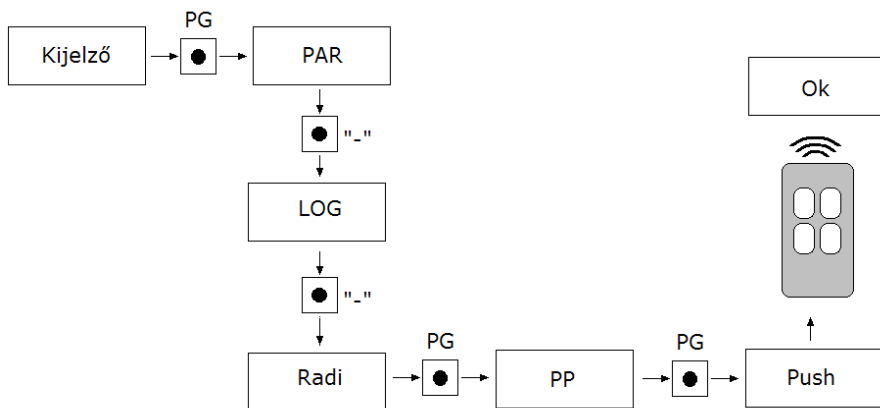 PG
Kijelző
PAR
"-"
LOG
"-"
Radi
PG
PP
PG
Push
Ok